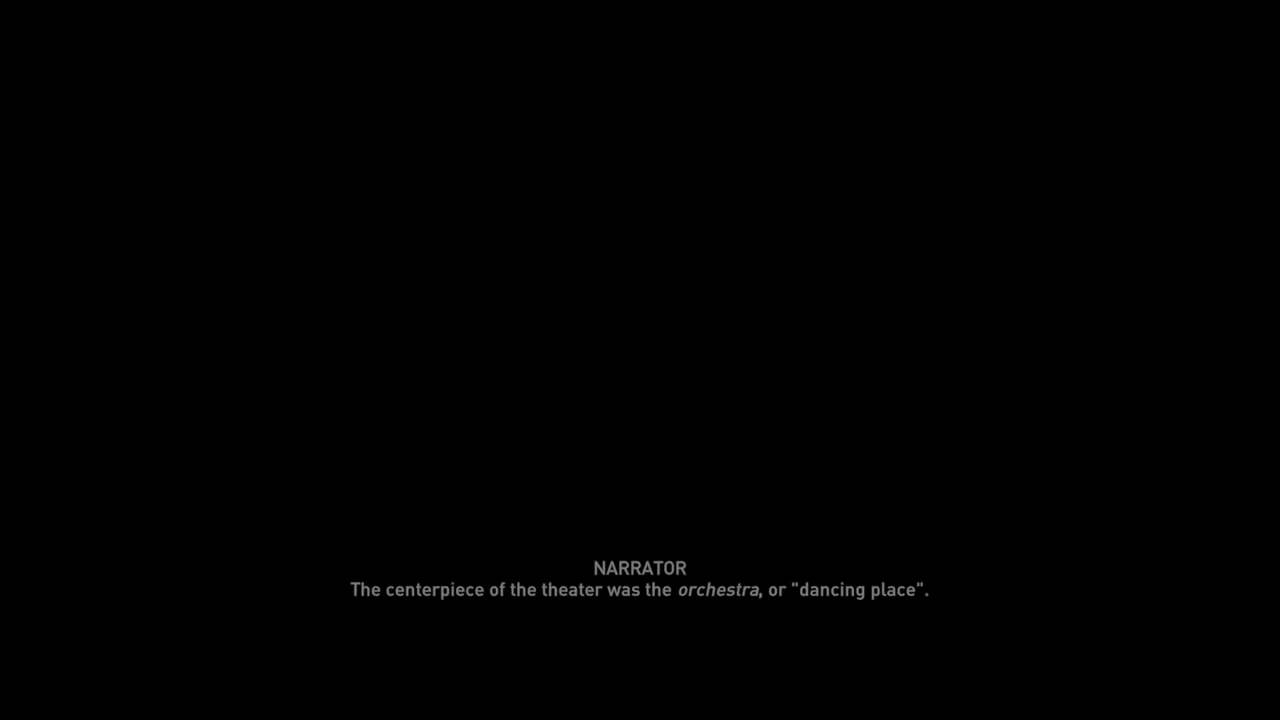 NARRATOR
The centerpiece of the theater was the orchestra, or "dancing place".